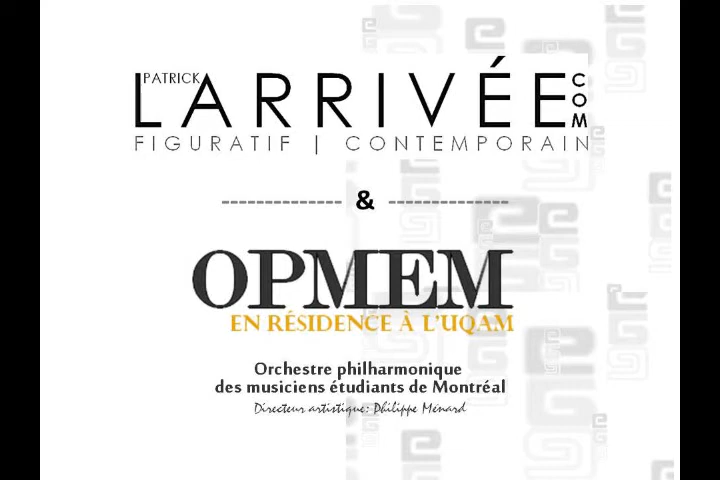 PATRICK
LARRIVÉE.COM
FIGURATIF | CONTEMPORAIN
------------- & -------------
OPMEM
EN RÉSIDENCE À L'UQAM
Orchestre philharmonique
des musiciens étudiants de Montréal
Directeur artistique: Philippe Ménard